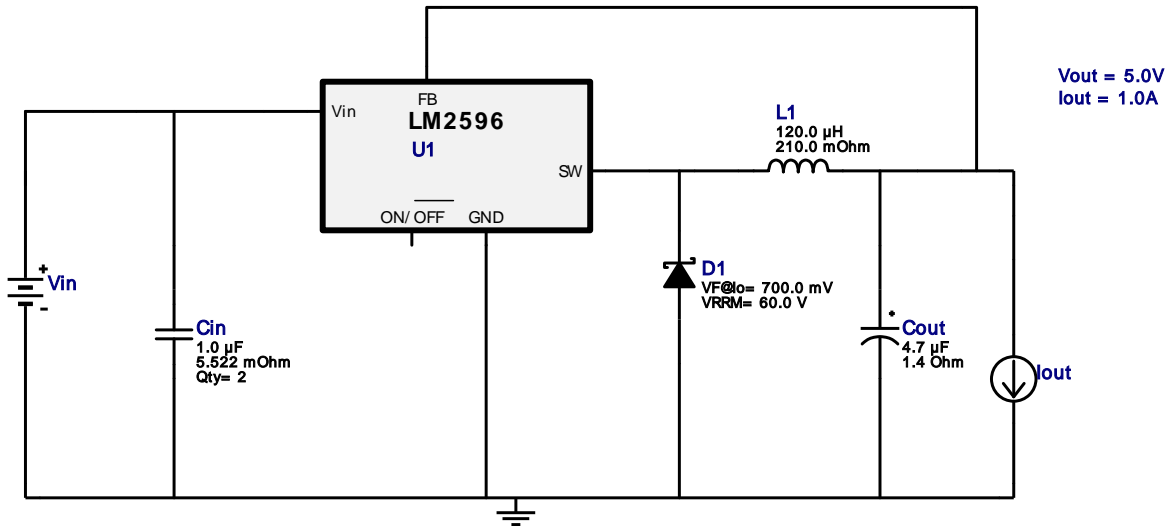 Vout = 5.0V
Iout = 1.0A
FB
Vin
LM2596
U1
SW
ON/ OFF
GND
L1
120.0 µH
210.0 mOhm
+
Vin
-
D1
VF@Io= 700.0 mV
VRRM= 60.0 V
Cin
1.0 µF
5.522 mOhm
Qty= 2
+
Cout
4.7 µF
1.4 Ohm
Iout